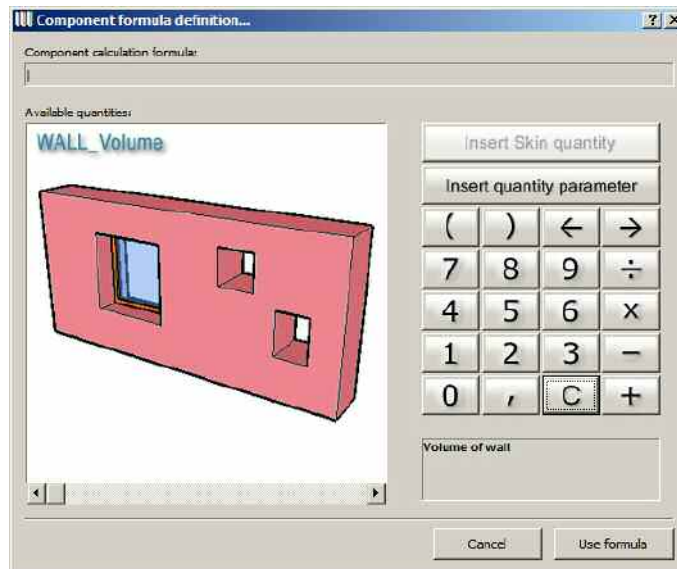 Component formula definition...
Component calculation formula:
Available quantities:
WALL_Volume
Insert Skin quantity
Insert quantity parameter
( ) ← →
7 8 9 ÷
4 5 6 ×
1 2 3 −
0 , C +
Volume of wall
Cancel Use formula